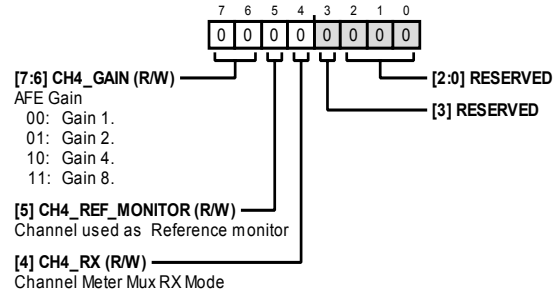 7 6 5 4 3 2 1 0
0 0 0 0 0 0 0 0
[7:6] CH4_GAIN (R/W)
AFE Gain
00: Gain 1.
01: Gain 2.
10: Gain 4.
11: Gain 8.
[5] CH4_REF_MONITOR (R/W)
Channel used as Reference monitor
[4] CH4_RX (R/W)
Channel Meter Mux RX Mode
[2:0] RESERVED
[3] RESERVED